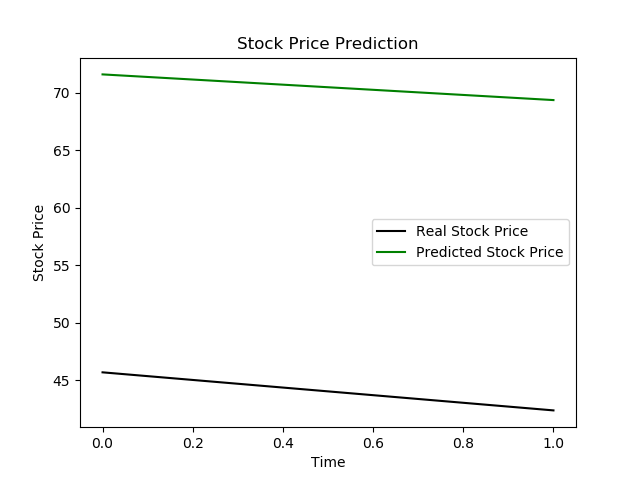 Stock Price Prediction
70
65
60
55
50
45
Stock Price
Real Stock Price
Predicted Stock Price
0.0 0.2 0.4 0.6 0.8 1.0
Time